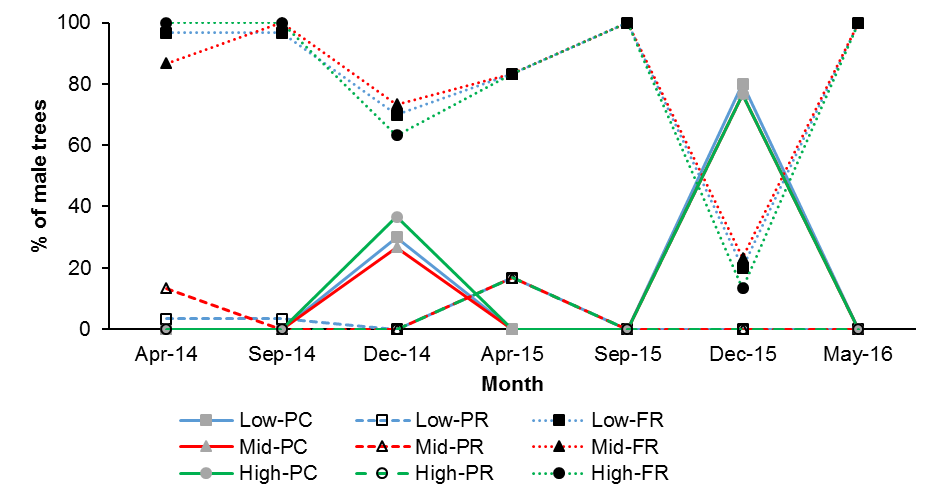 100
80
60
40
20
0
% of male trees
Apr-14 Sep-14 Dec-14 Apr-15 Sep-15 Dec-15 May-16
Month
Low-PC Low-PR Low-FR
Mid-PC Mid-PR Mid-FR
High-PC High-PR High-FR